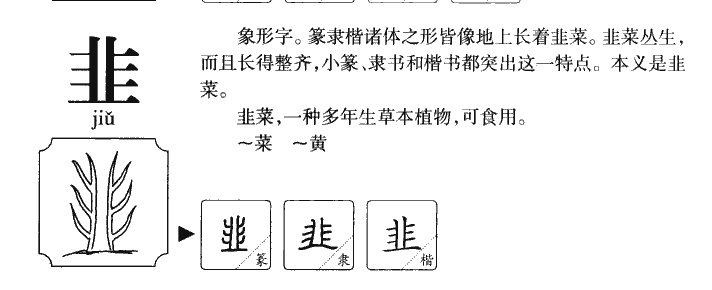 象形字。篆隶楷诸体之形皆像地上长着韭菜。韭菜丛生，
而且长得整齐，小篆、隶书和楷书都突出这一特点。本义是韭
菜。
韭
jiǔ
韭菜，一种多年生草本植物，可食用。
～菜　～黄
韭 篆
韭 隶
韭 楷